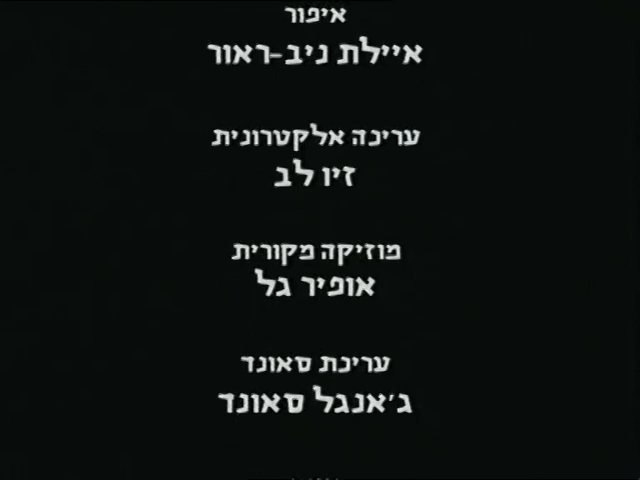 איפור
איילת ניב-ראור
עריכה אלקטרונית
זיו לב
מוזיקה מקורית
אופיר גל
עריכת סאונד
ג'אנגל סאונד